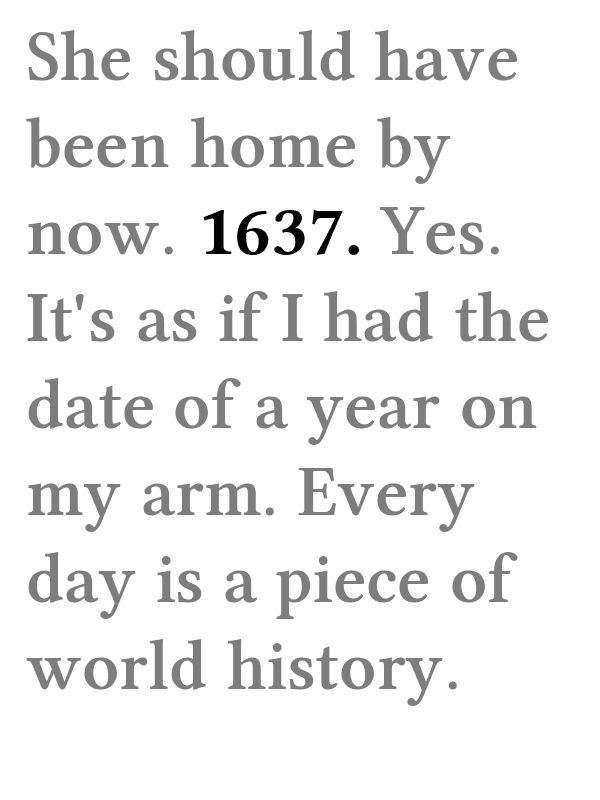 She should have
been home by
now. 1637. Yes.
It's as if I had the
date of a year on
my arm. Every
day is a piece of
world history.